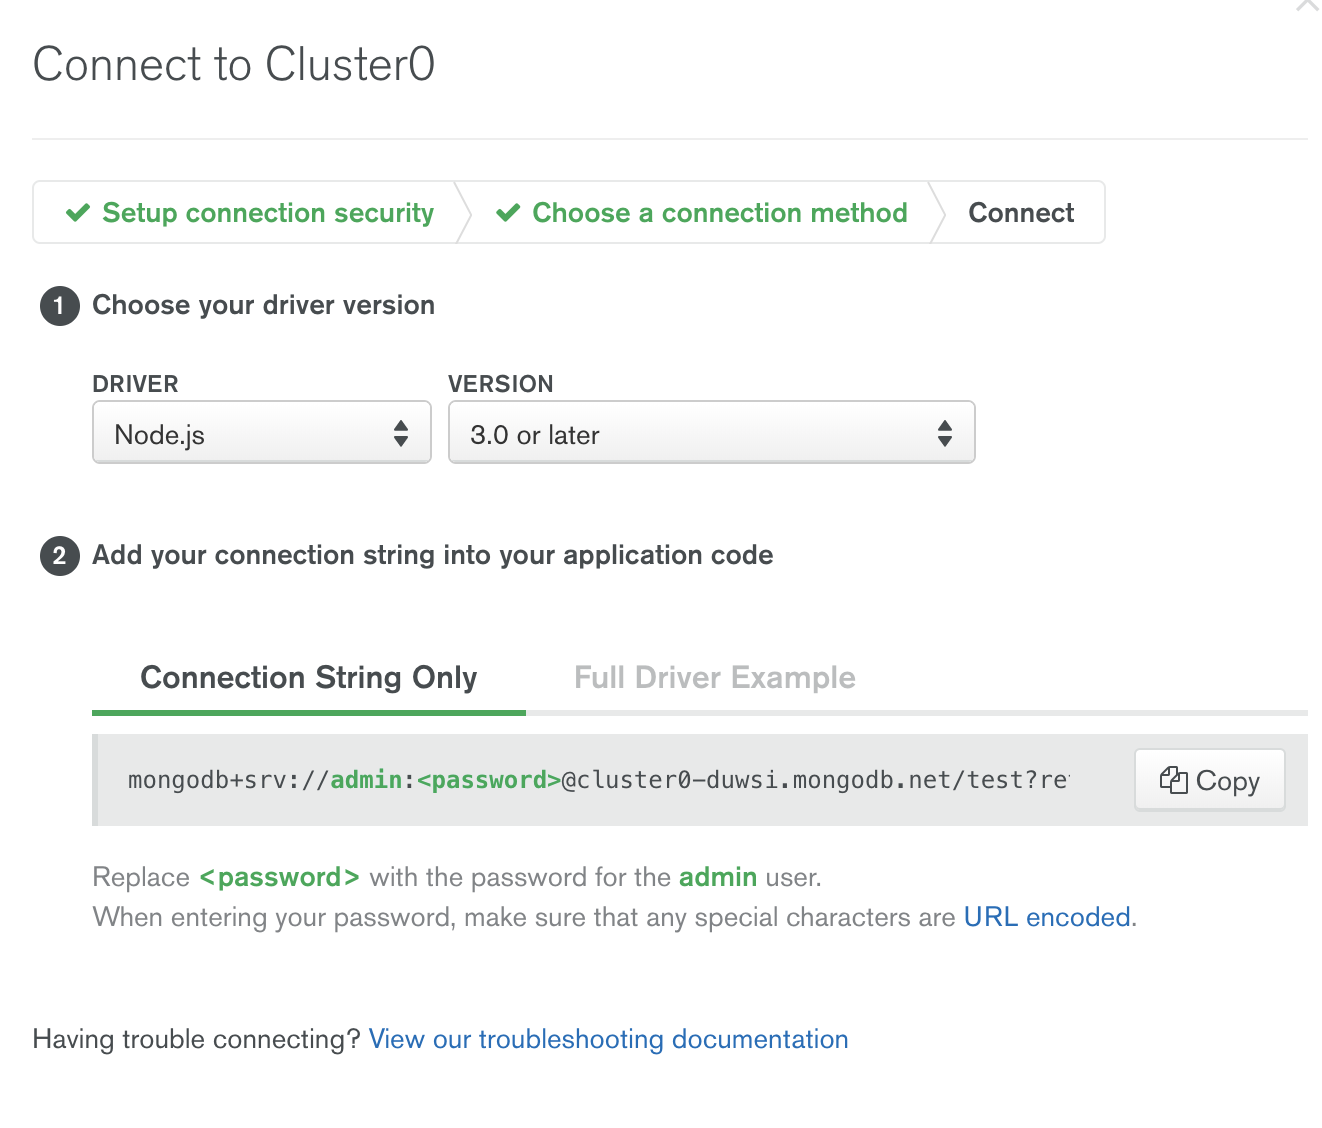 Connect to Cluster0
Setup connection security
Choose a connection method
Connect
1 Choose your driver version
DRIVER VERSION
Node.js 3.0 or later
2 Add your connection string into your application code
Connection String Only Full Driver Example
mongodb+srv://admin:<password>@cluster0-duwsi.mongodb.net/test?re Copy
Replace <password> with the password for the admin user.
When entering your password, make sure that any special characters are URL encoded.
Having trouble connecting? View our troubleshooting documentation